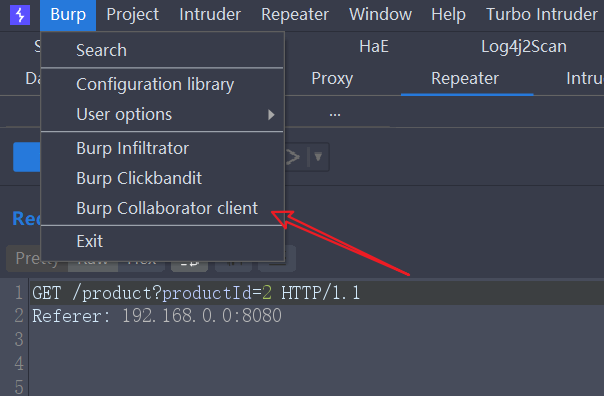 Burp Project Intruder Repeater Window Help Turbo Intruder
S HaE Log4j2Scan
Da Proxy Repeater Intru
...
Search
Configuration library
User options
Burp Infiltrator
Burp Clickbandit
Burp Collaborator client
Exit
Rec
Pretty Raw Hex
1 GET /product?productId=2 HTTP/1.1
2 Referer: 192.168.0.0:8080
3
4
5